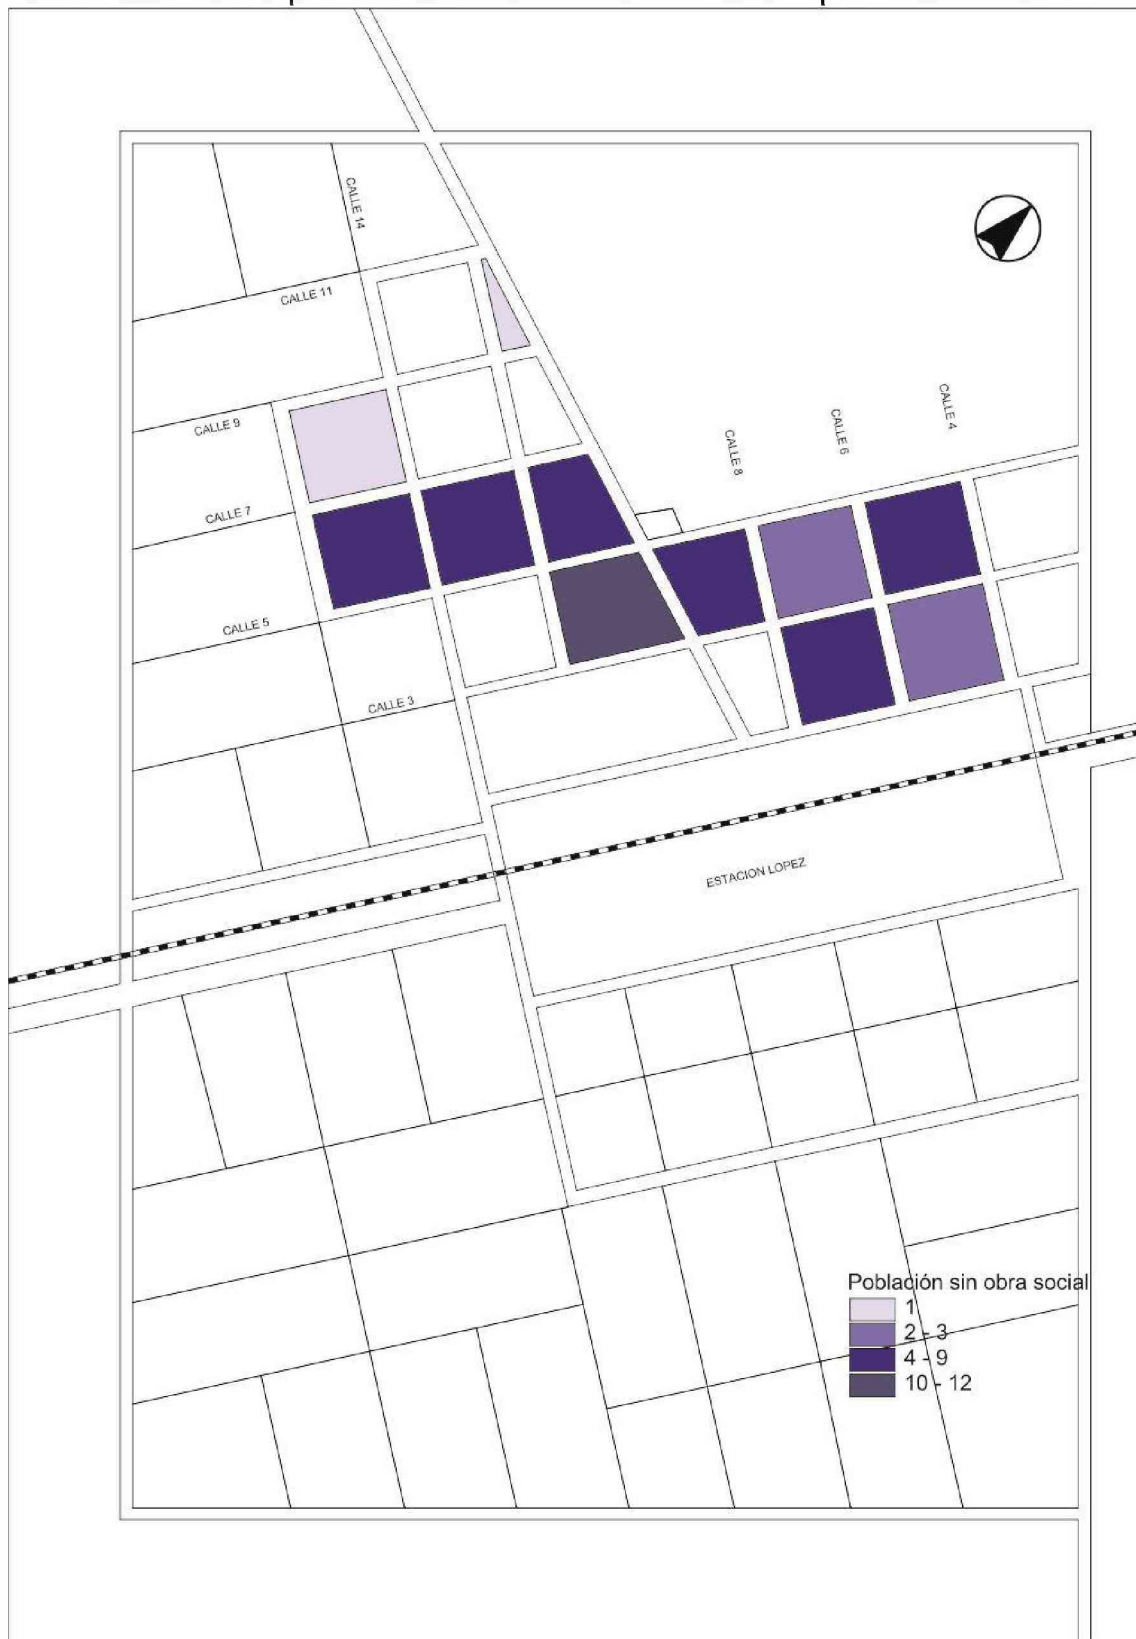 CALLE 14
CALLE 11
CALLE 9
CALLE 4
CALLE 6
CALLE 8
CALLE 7
CALLE 5
CALLE 3
ESTACION LOPEZ
Población sin obra social
1
2 - 3
4 - 9
10 - 12